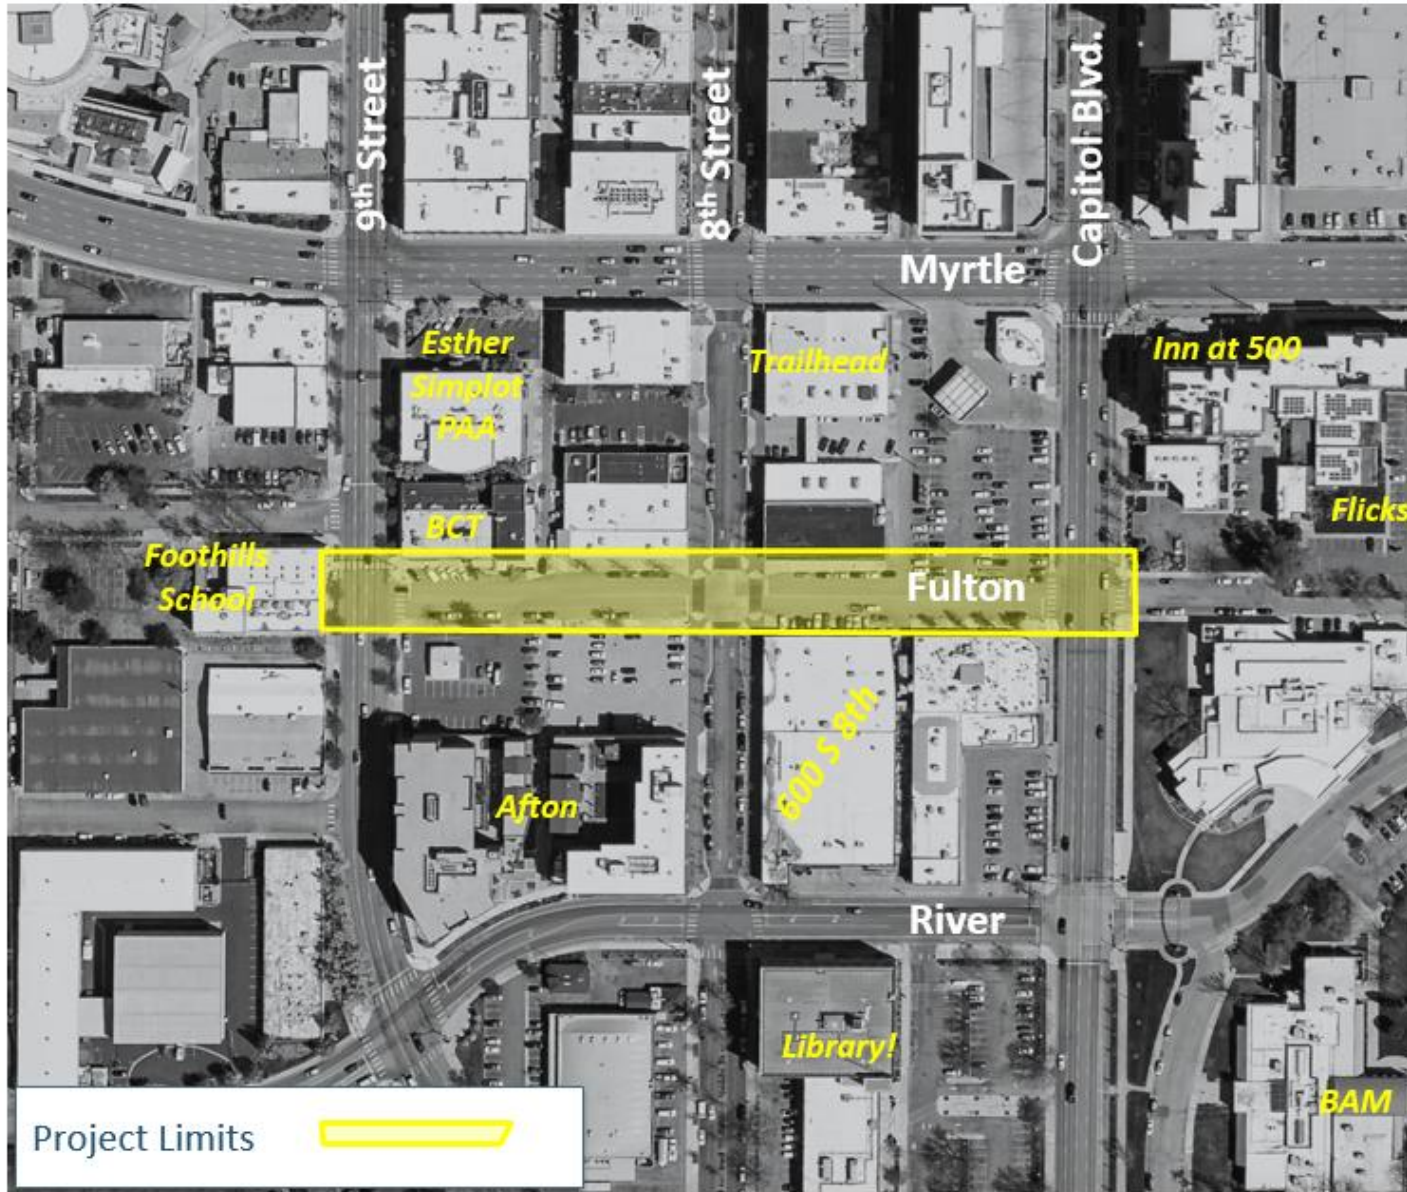 9th Street
8th Street
Capitol Blvd.
Myrtle
Esther
Simplot
PAA
Trailhead
Inn at 500
Flicks
BCT
Foothills
School
Fulton
600 S 8th
Afton
River
Library!
BAM
Project Limits